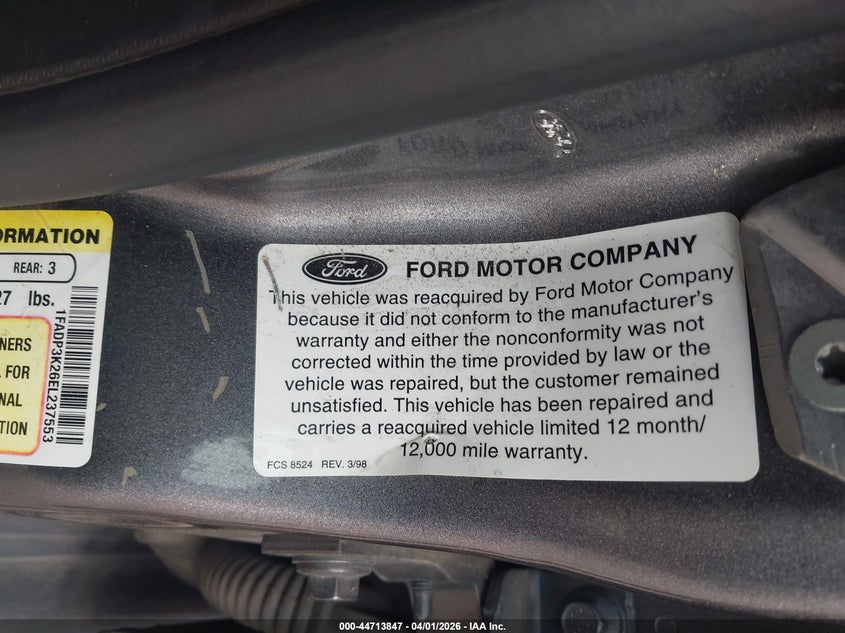 ORMATION
REAR: 3
27 lbs.
NERS
FOR
NAL
TION
1FADP3K26EL237553
Ford
FORD MOTOR COMPANY
This vehicle was reacquired by Ford Motor Company
because it did not conform to the manufacturer's
warranty and either the nonconformity was not
corrected within the time provided by law or the
vehicle was repaired, but the customer remained
unsatisfied. This vehicle has been repaired and
carries a reacquired vehicle limited 12 month/
12,000 mile warranty.
FCS 8524 REV. 3/98
000-44713847 - 04/01/2026 - IAA Inc.